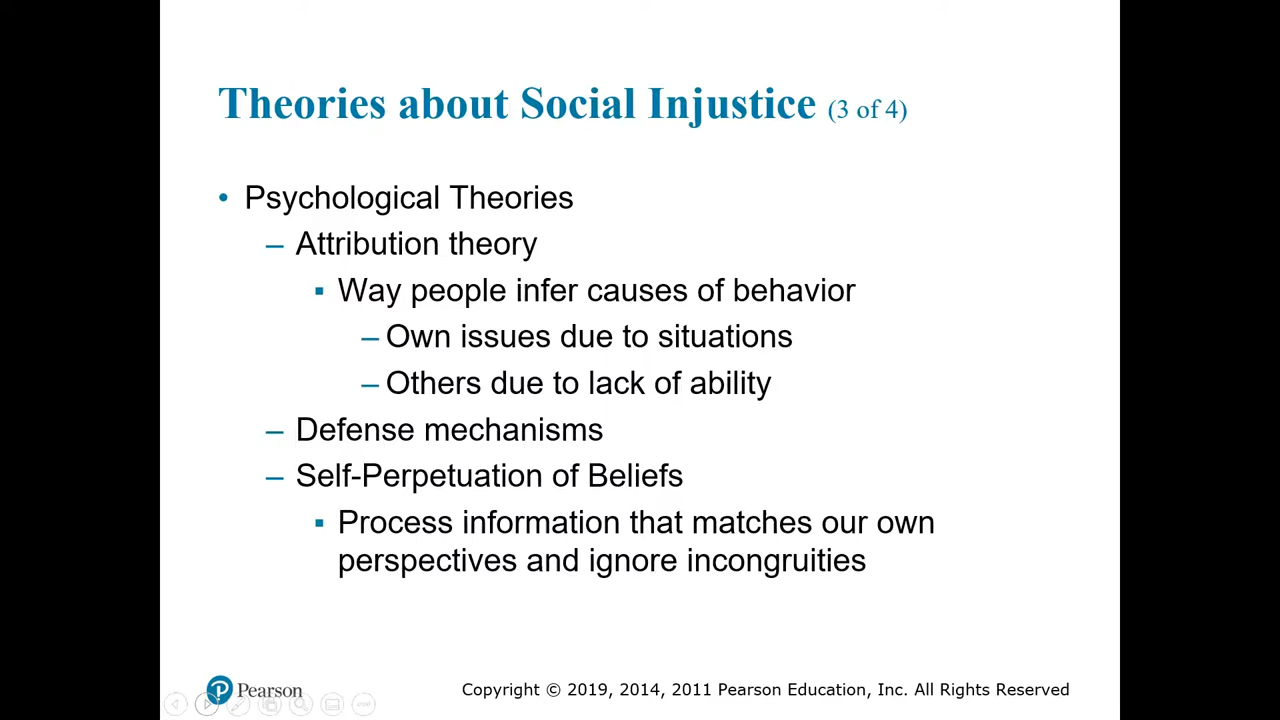 Theories about Social Injustice (3 of 4)
• Psychological Theories
– Attribution theory
▪ Way people infer causes of behavior
– Own issues due to situations
– Others due to lack of ability
– Defense mechanisms
– Self-Perpetuation of Beliefs
▪ Process information that matches our own
perspectives and ignore incongruities
Pearson
Copyright © 2019, 2014, 2011 Pearson Education, Inc. All Rights Reserved